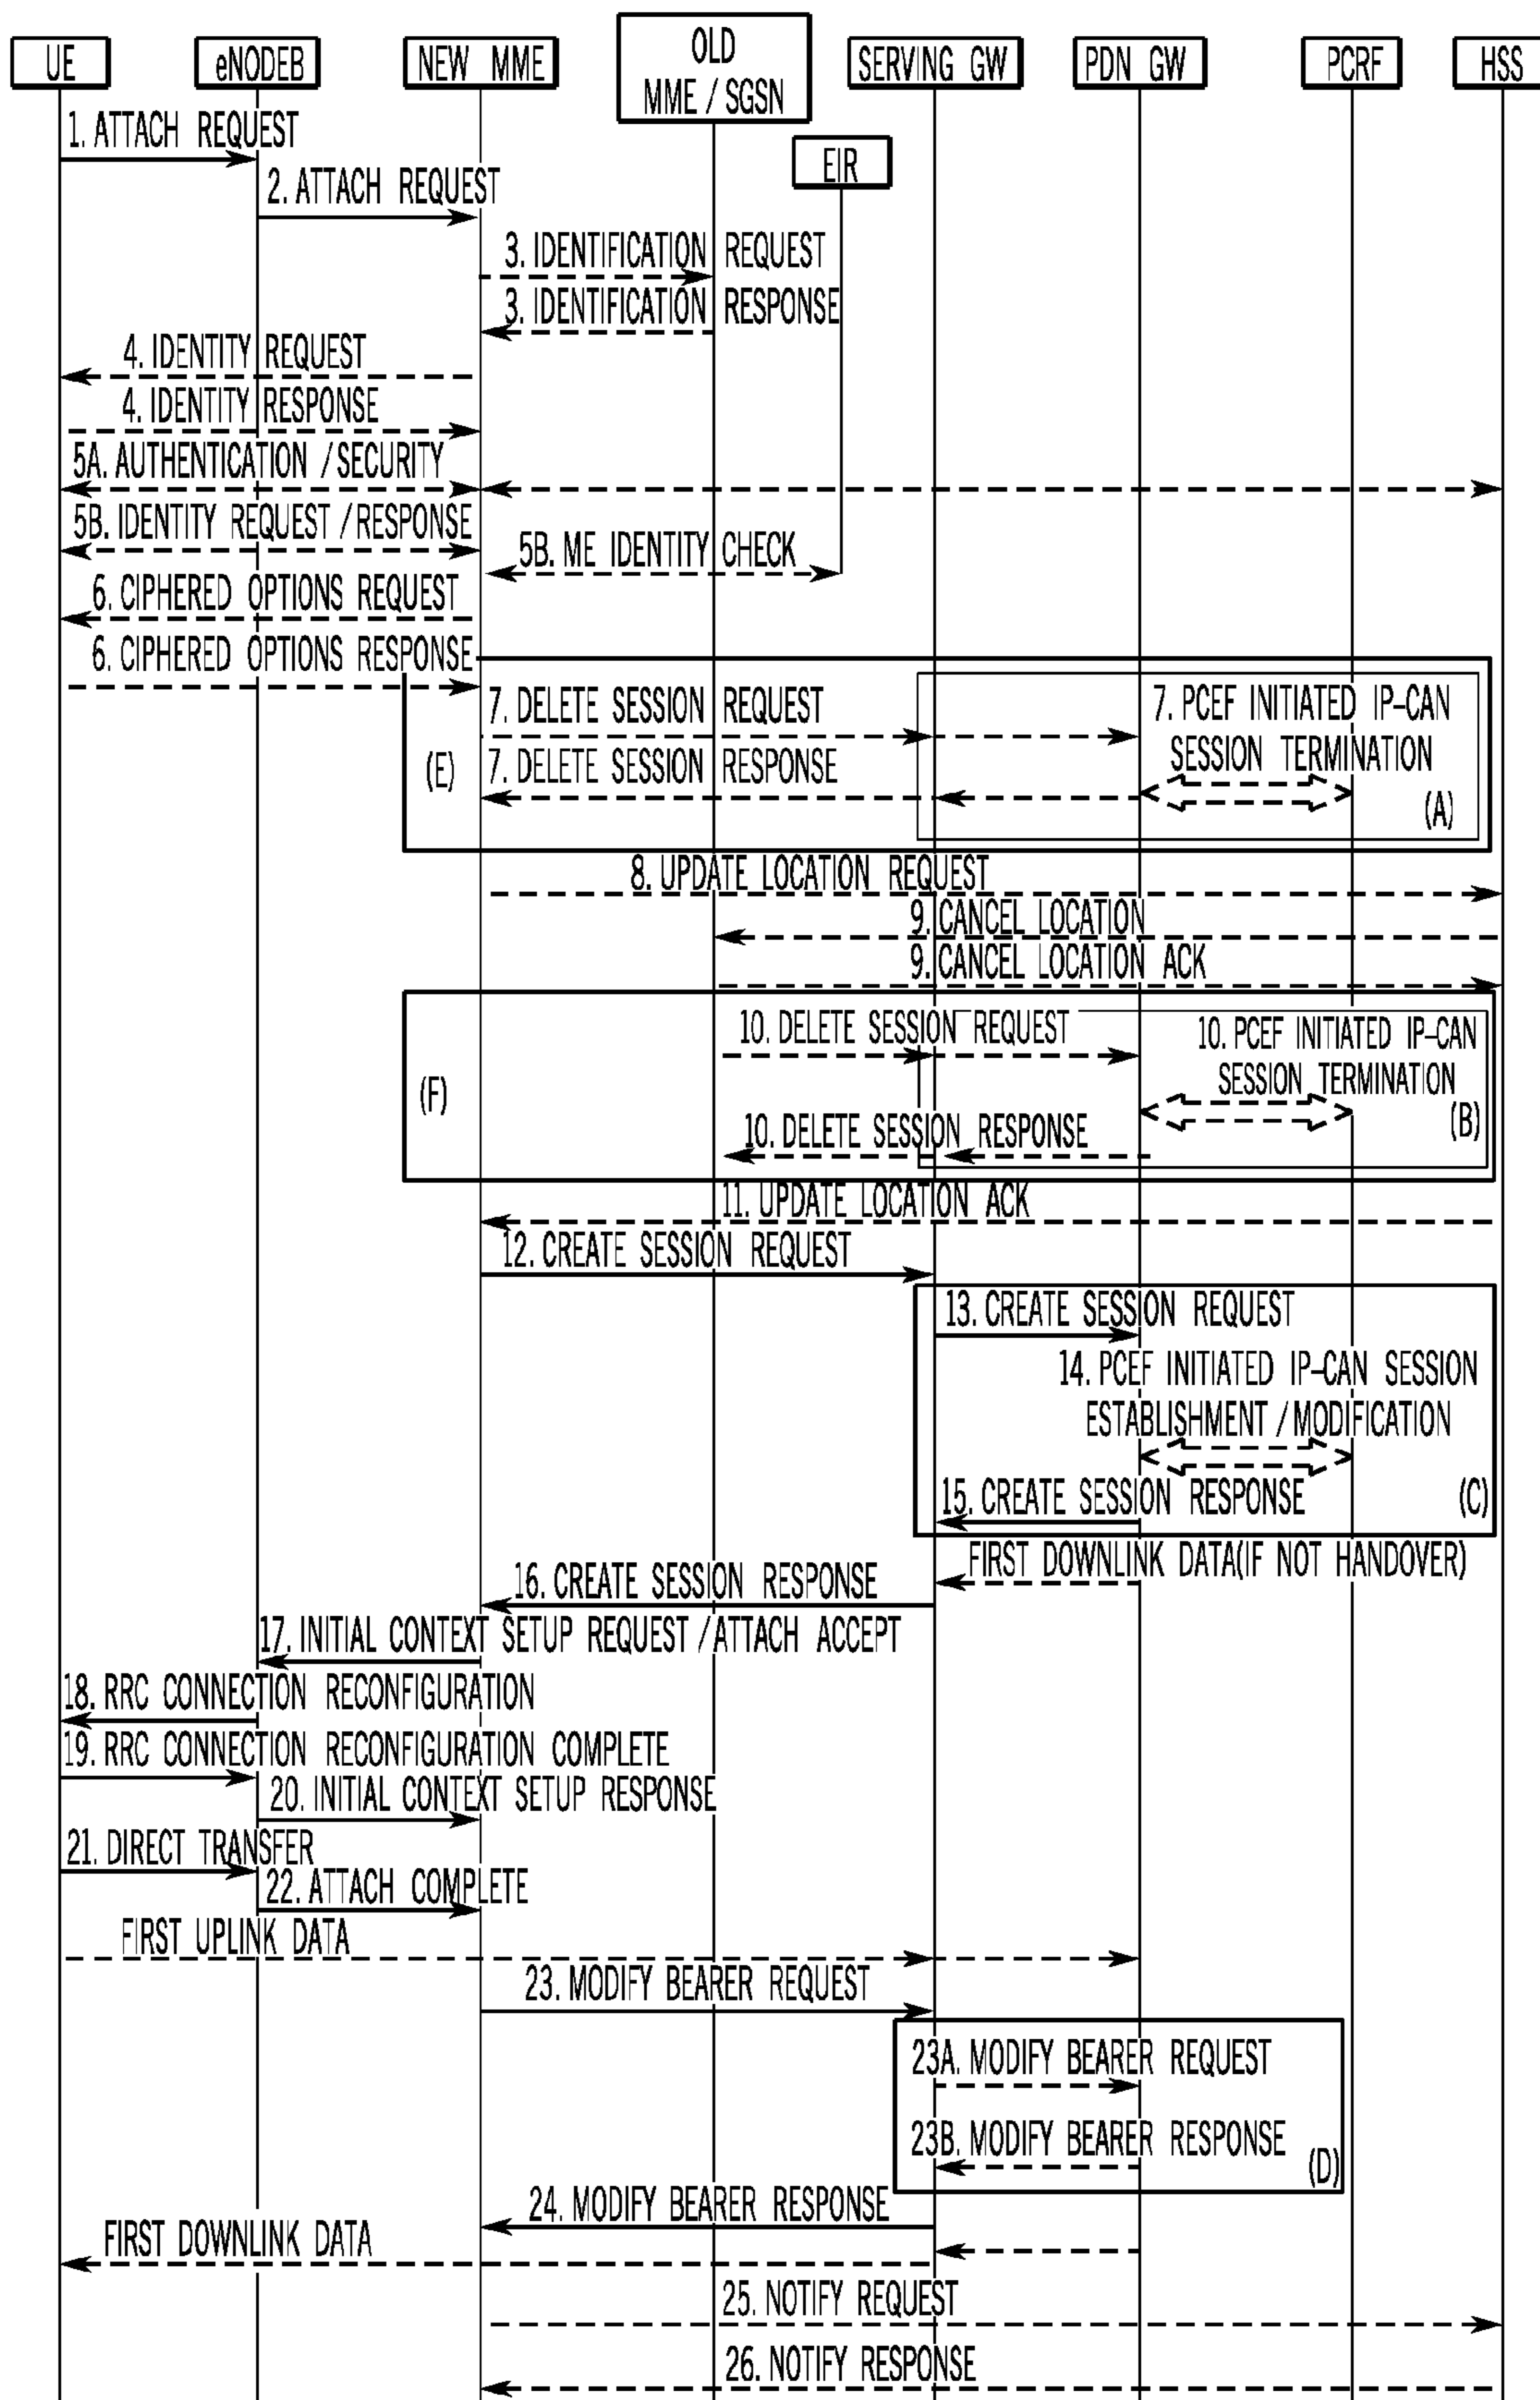 UE
eNODEB
NEW MME
OLD
MME / SGSN
SERVING GW
PDN GW
PCRF
HSS
EIR
1. ATTACH REQUEST
2. ATTACH REQUEST
3. IDENTIFICATION REQUEST
3. IDENTIFICATION RESPONSE
4. IDENTITY REQUEST
4. IDENTITY RESPONSE
5A. AUTHENTICATION / SECURITY
5B. IDENTITY REQUEST / RESPONSE
5B. ME IDENTITY CHECK
6. CIPHERED OPTIONS REQUEST
6. CIPHERED OPTIONS RESPONSE
7. DELETE SESSION REQUEST
7. PCEF INITIATED IP-CAN
SESSION TERMINATION
(E)
7. DELETE SESSION RESPONSE
(A)
8. UPDATE LOCATION REQUEST
9. CANCEL LOCATION
9. CANCEL LOCATION ACK
10. DELETE SESSION REQUEST
10. PCEF INITIATED IP-CAN
SESSION TERMINATION
(F)
(B)
10. DELETE SESSION RESPONSE
11. UPDATE LOCATION ACK
12. CREATE SESSION REQUEST
13. CREATE SESSION REQUEST
14. PCEF INITIATED IP-CAN SESSION
ESTABLISHMENT / MODIFICATION
15. CREATE SESSION RESPONSE
(C)
FIRST DOWNLINK DATA(IF NOT HANDOVER)
16. CREATE SESSION RESPONSE
17. INITIAL CONTEXT SETUP REQUEST / ATTACH ACCEPT
18. RRC CONNECTION RECONFIGURATION
19. RRC CONNECTION RECONFIGURATION COMPLETE
20. INITIAL CONTEXT SETUP RESPONSE
21. DIRECT TRANSFER
22. ATTACH COMPLETE
FIRST UPLINK DATA
23. MODIFY BEARER REQUEST
23A. MODIFY BEARER REQUEST
23B. MODIFY BEARER RESPONSE
(D)
24. MODIFY BEARER RESPONSE
FIRST DOWNLINK DATA
25. NOTIFY REQUEST
26. NOTIFY RESPONSE